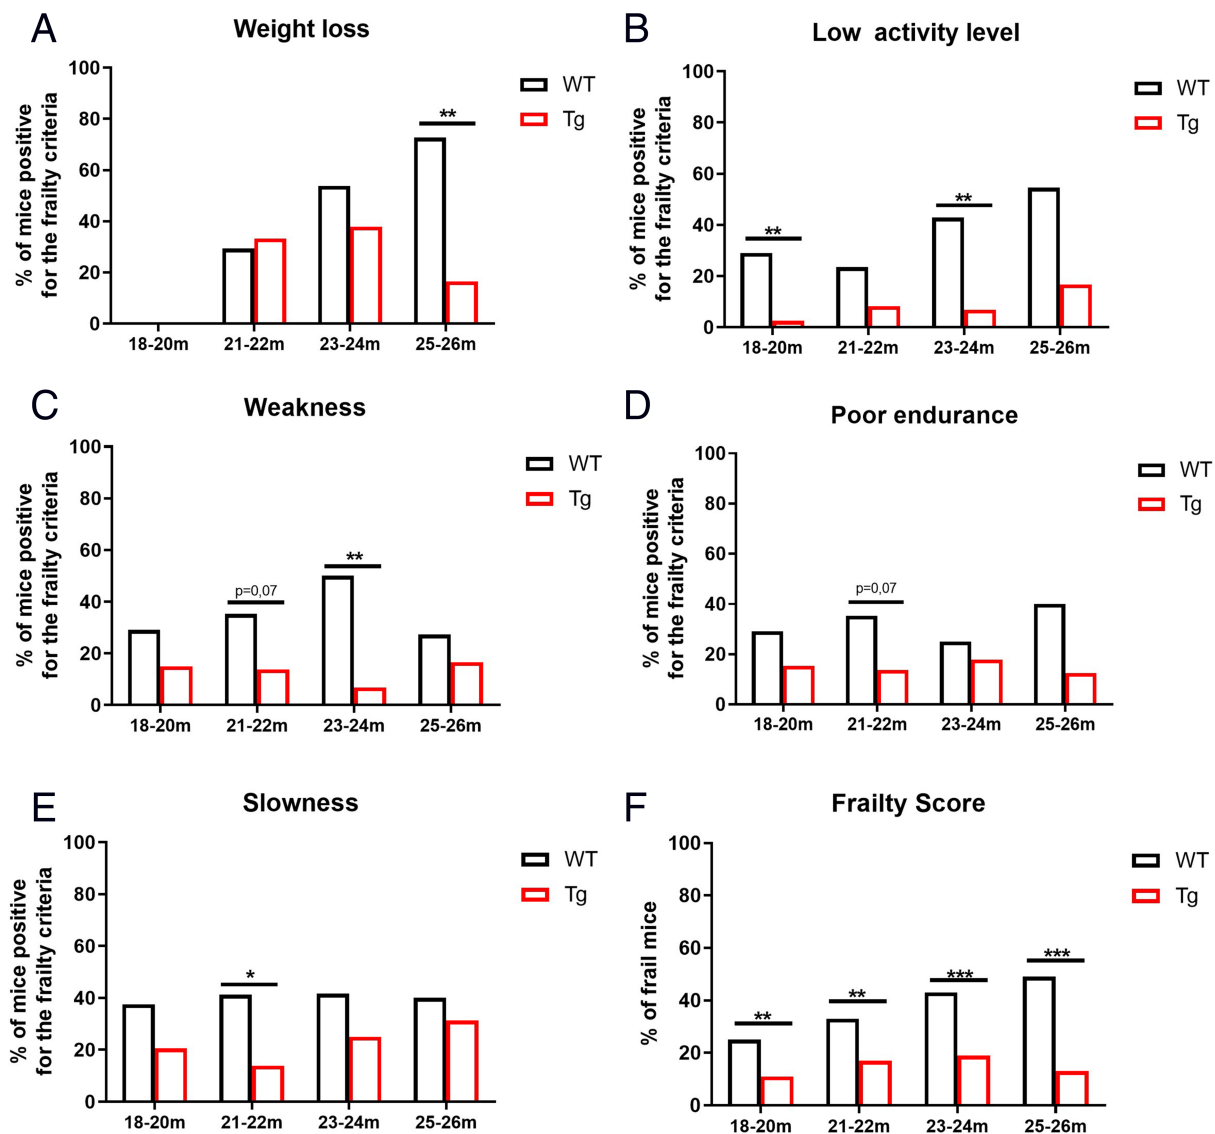 A
Weight loss
% of mice positive
for the frailty criteria
100
80
60
40
20
0
**
WT
Tg
18-20m
21-22m
23-24m
25-26m
B
Low activity level
% of mice positive
for the frailty criteria
100
80
60
40
20
0
**
**
WT
Tg
18-20m
21-22m
23-24m
25-26m
C
Weakness
% of mice positive
for the frailty criteria
100
80
60
40
20
0
p=0,07
**
WT
Tg
18-20m
21-22m
23-24m
25-26m
D
Poor endurance
% of mice positive
for the frailty criteria
100
80
60
40
20
0
p=0,07
WT
Tg
18-20m
21-22m
23-24m
25-26m
E
Slowness
% of mice positive
for the frailty criteria
100
80
60
40
20
0
*
WT
Tg
18-20m
21-22m
23-24m
25-26m
F
Frailty Score
% of frail mice
100
80
60
40
20
0
**
**
***
***
WT
Tg
18-20m
21-22m
23-24m
25-26m